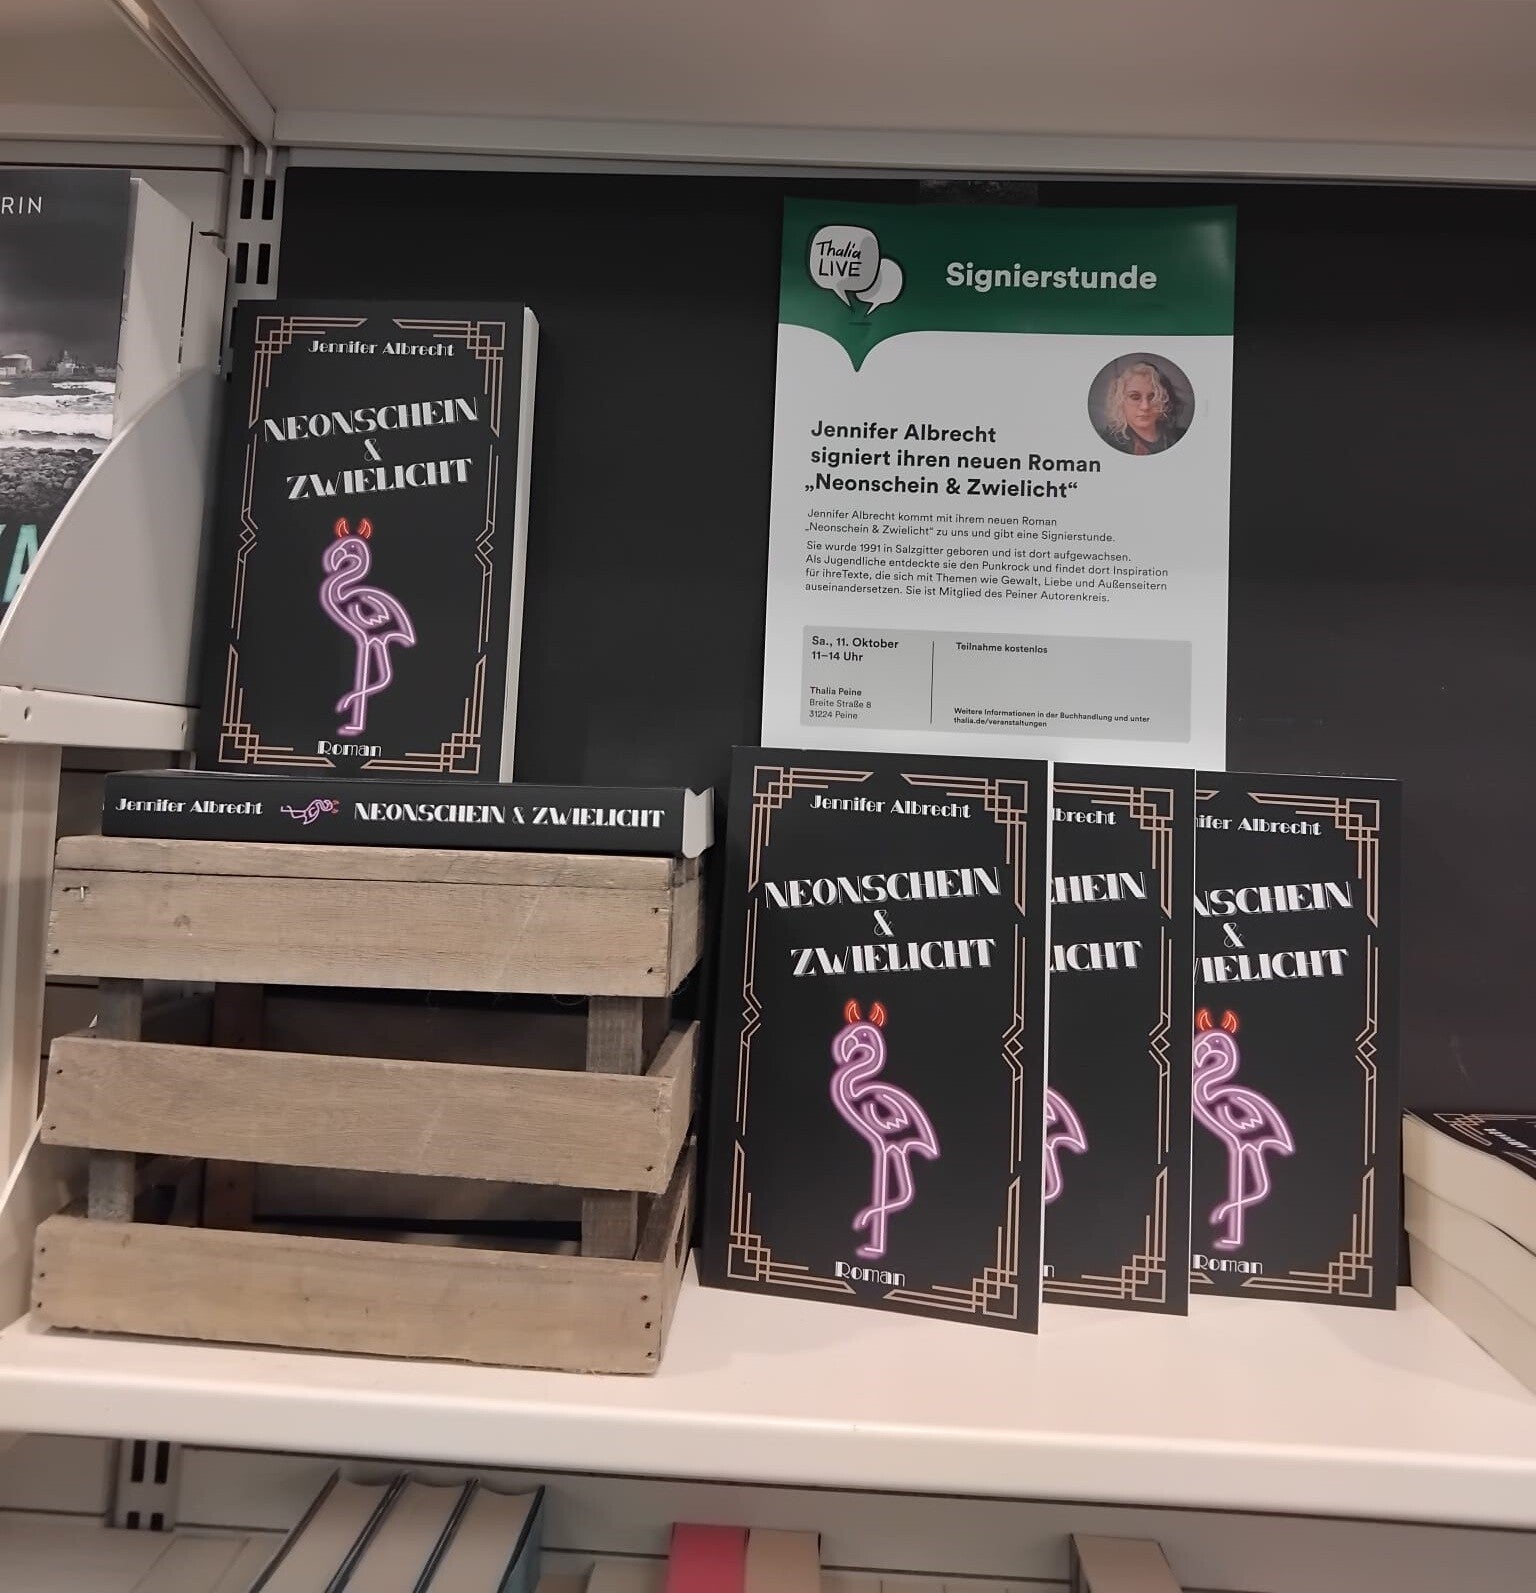 RIN
Jennifer Albrecht
NEONSCHEIN
&
ZWIELICHT
Roman
Jennifer Albrecht NEONSCHEIN & ZWIELICHT
Thalia
LIVE
Signierstunde
Jennifer Albrecht
signiert ihren neuen Roman
„Neonschein & Zwielicht“
Jennifer Albrecht kommt mit ihrem neuen Roman
„Neonschein & Zwielicht“ zu uns und gibt eine Signierstunde.
Sie wurde 1991 in Salzgitter geboren und ist dort aufgewachsen.
Als Jugendliche entdeckte sie den Punkrock und findet dort Inspiration
für ihreTexte, die sich mit Themen wie Gewalt, Liebe und Außenseitern
auseinandersetzen. Sie ist Mitglied des Peiner Autorenkreis.
Sa., 11. Oktober
11–14 Uhr
Thalia Peine
Breite Straße 8
31224 Peine
Teilnahme kostenlos
Weitere Informationen in der Buchhandlung und unter
thalia.de/veranstaltungen
Jennifer Albrecht
NEONSCHEIN
&
ZWIELICHT
Roman
lbrecht
HEIN
LICHT
n
ifer Albrecht
NSCHEIN
&
IELICHT
Roman